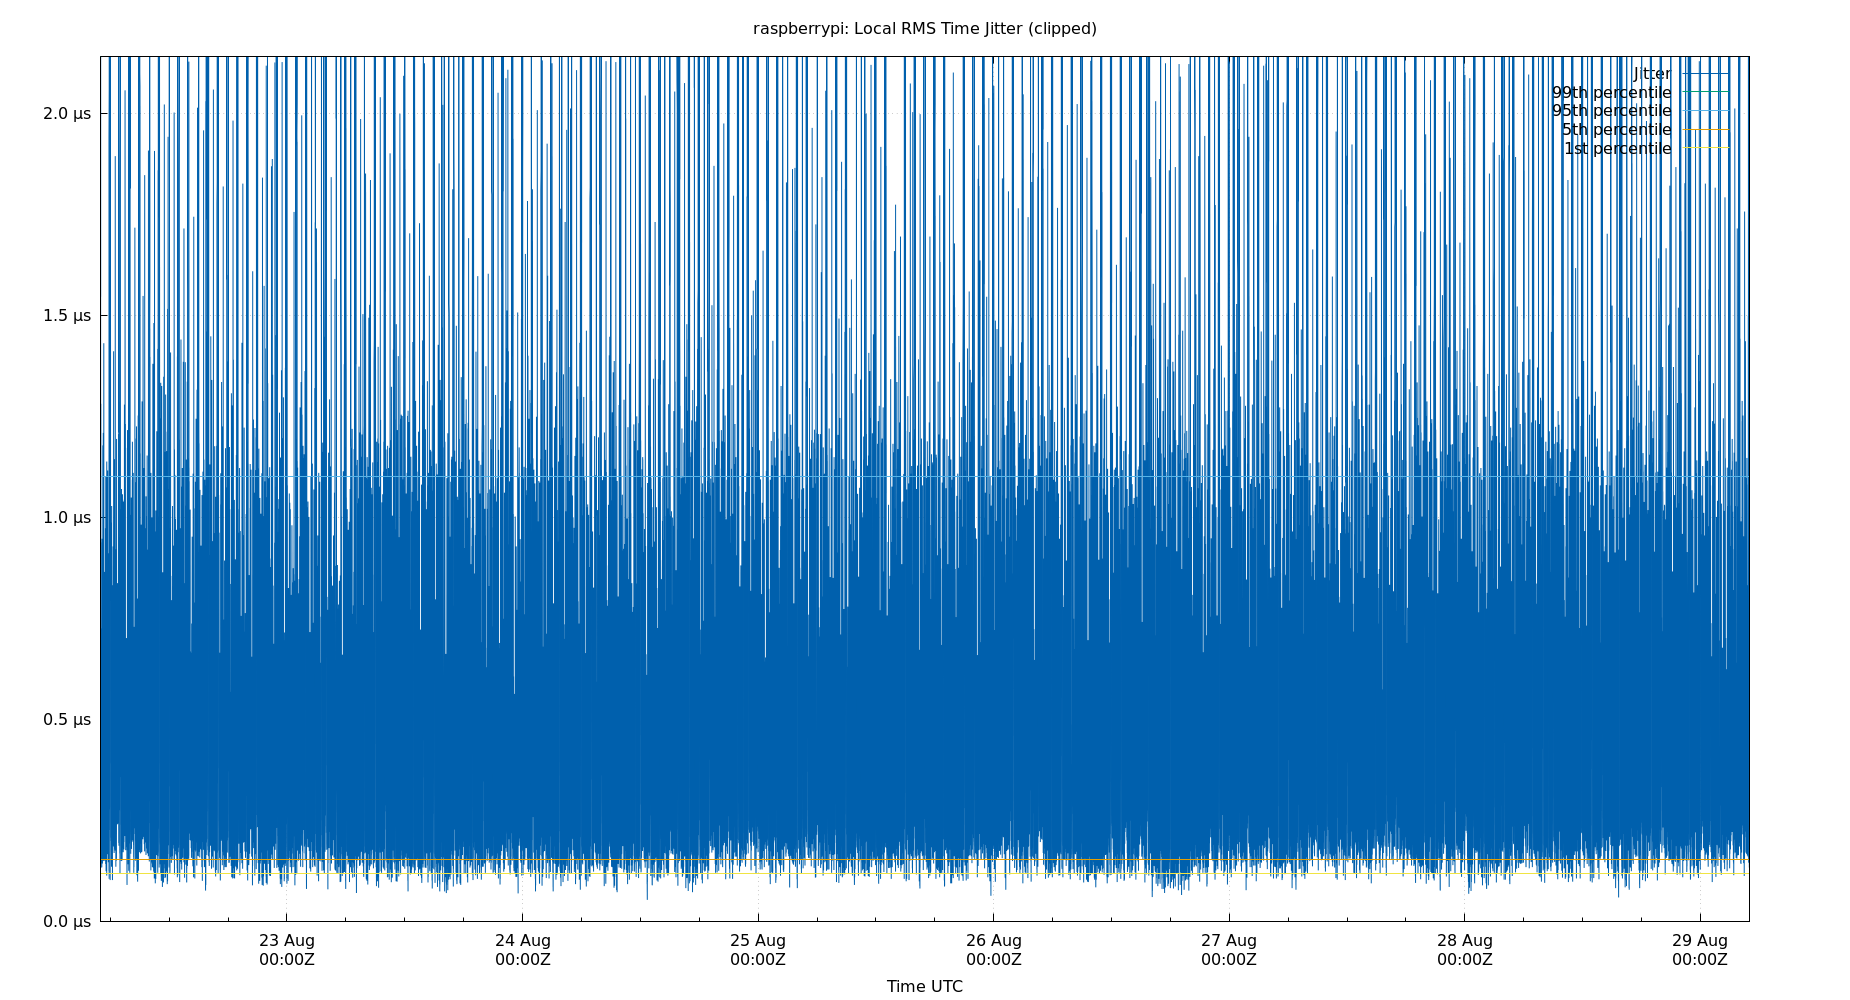 raspberrypi: Local RMS Time Jitter (clipped)
Jitter
99th percentile
95th percentile
5th percentile
1st percentile
2.0 µs
1.5 µs
1.0 µs
0.5 µs
0.0 µs
23 Aug 24 Aug 25 Aug 26 Aug 27 Aug 28 Aug 29 Aug
00:00Z 00:00Z 00:00Z 00:00Z 00:00Z 00:00Z 00:00Z
Time UTC